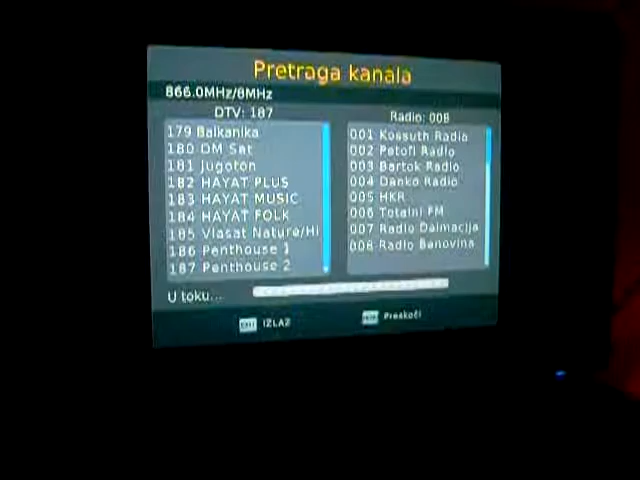 Pretraga kanala
866.0MHz/8MHz
DTV: 187
179 Balkanika
180 DM Sat
181 Jugoton
182 HAYAT PLUS
183 HAYAT MUSIC
184 HAYAT FOLK
185 Viasat Nature/Hi
186 Penthouse 1
187 Penthouse 2
Radio: 008
001 Kossuth Radio
002 Petofi Radio
003 Bartok Radio
004 Danko Radio
005 HKR
006 Totalni FM
007 Radio Dalmacija
008 Radio Banovina
U toku...
EXIT IZLAZ
Preskoči